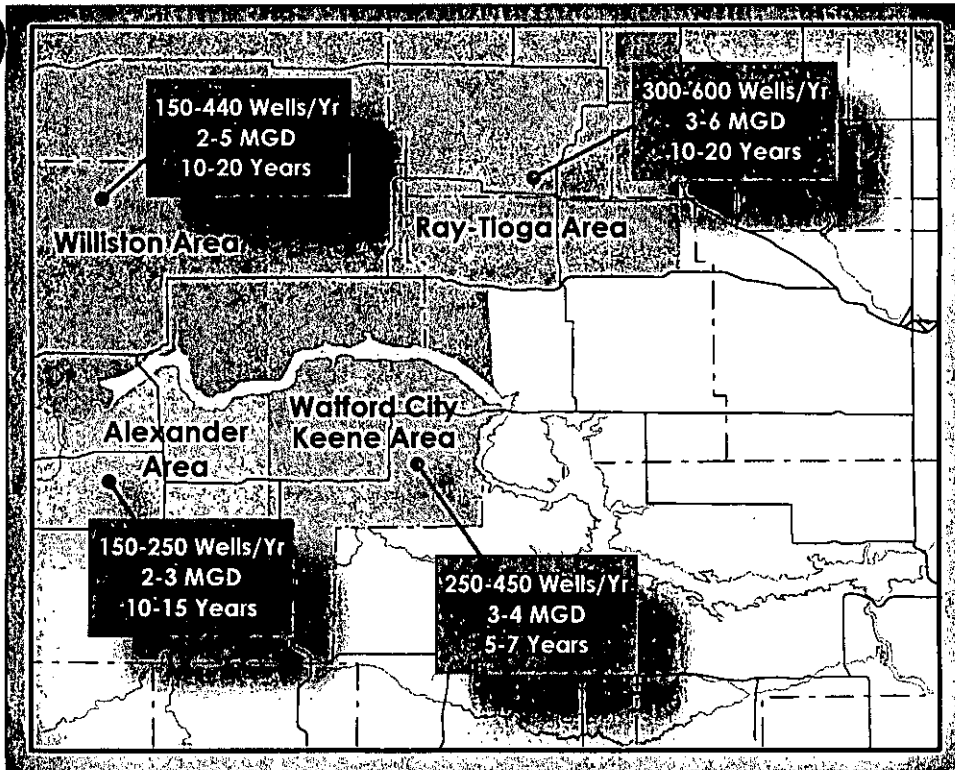 150-440 Wells/Yr
2-5 MGD
10-20 Years
300-600 Wells/Yr
3-6 MGD
10-20 Years
Williston Area
Ray-Tioga Area
Watford City
Keene Area
Alexander
Area
150-250 Wells/Yr
2-3 MGD
10-15 Years
250-450 Wells/Yr
3-4 MGD
5-7 Years